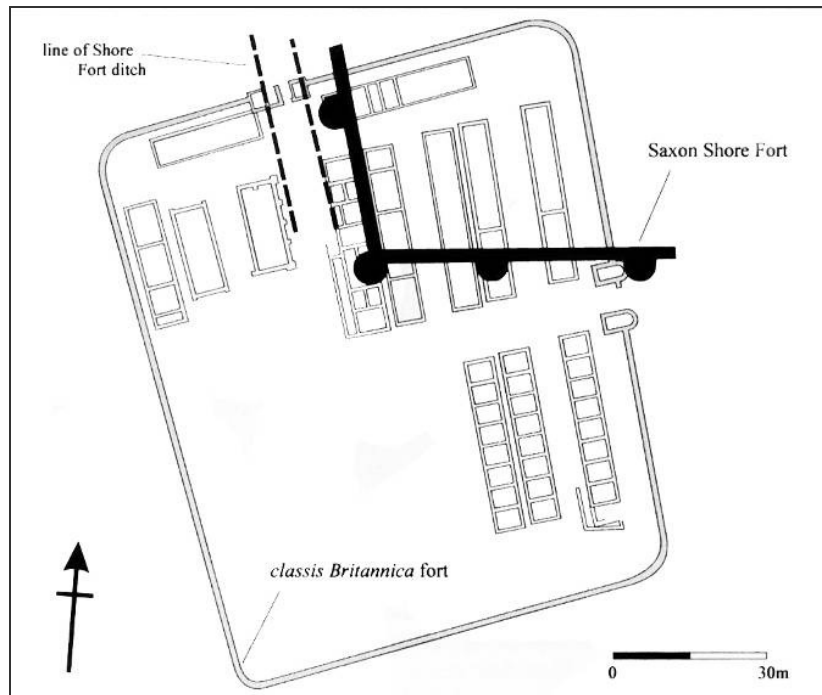 line of Shore
Fort ditch
Saxon Shore Fort
classis Britannica fort
0 30m